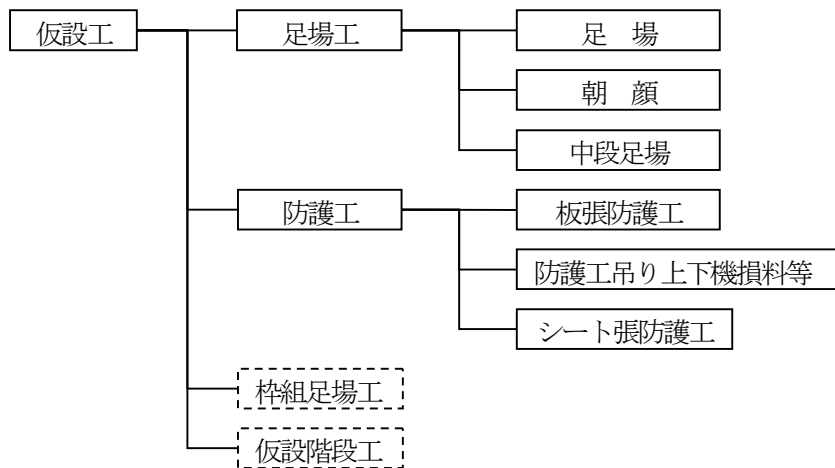 仮設工
足場工
足　場
朝　顔
中段足場
防護工
板張防護工
防護工吊り上下機損料等
シート張防護工
枠組足場工
仮設階段工